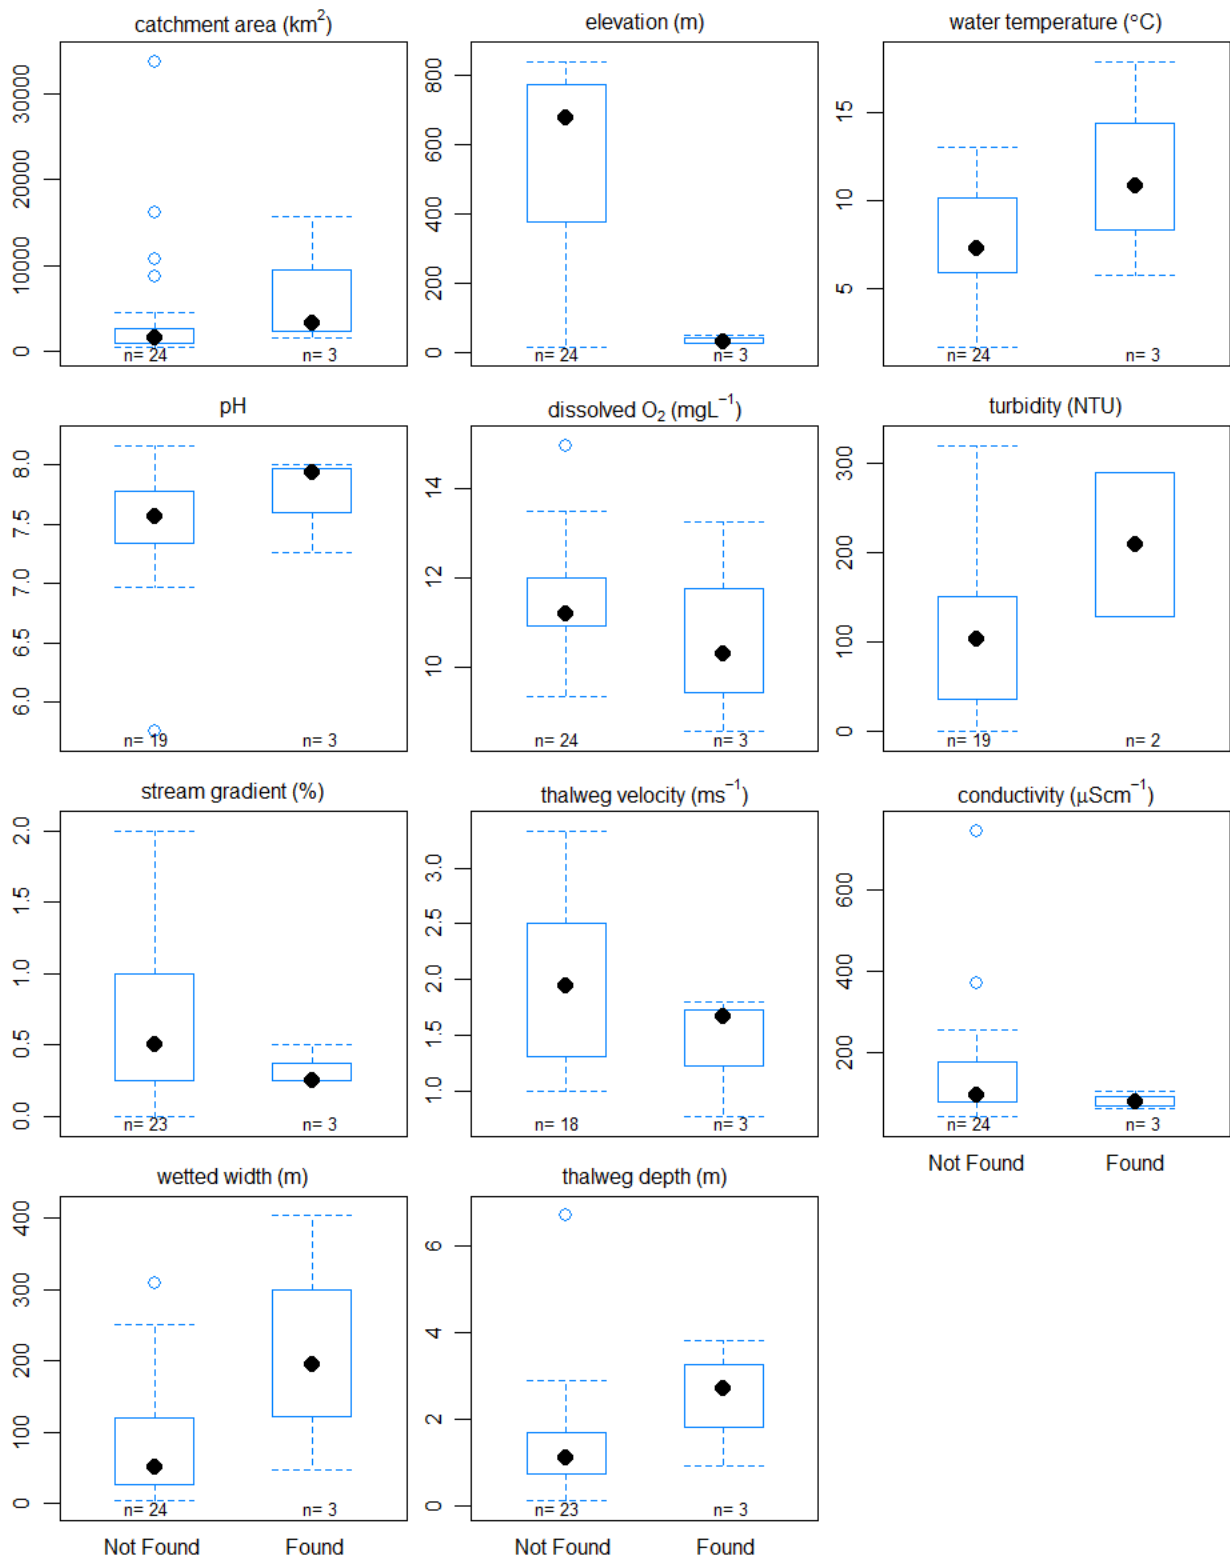 catchment area (km²)
elevation (m)
water temperature (°C)
30000
20000
10000
0
n= 24
n= 3
800
600
400
200
0
n= 24
n= 3
15
10
5
n= 24
n= 3
pH
dissolved O₂ (mgL⁻¹)
turbidity (NTU)
8.0
7.5
7.0
6.5
6.0
n= 19
n= 3
14
12
10
n= 24
n= 3
300
200
100
0
n= 19
n= 2
stream gradient (%)
thalweg velocity (ms⁻¹)
conductivity (μScm⁻¹)
2.0
1.5
1.0
0.5
0.0
n= 23
n= 3
3.0
2.5
2.0
1.5
1.0
n= 18
n= 3
600
400
200
n= 24
n= 3
Not Found
Found
wetted width (m)
thalweg depth (m)
400
300
200
100
0
n= 24
n= 3
6
4
2
0
n= 23
n= 3
Not Found
Found
Not Found
Found